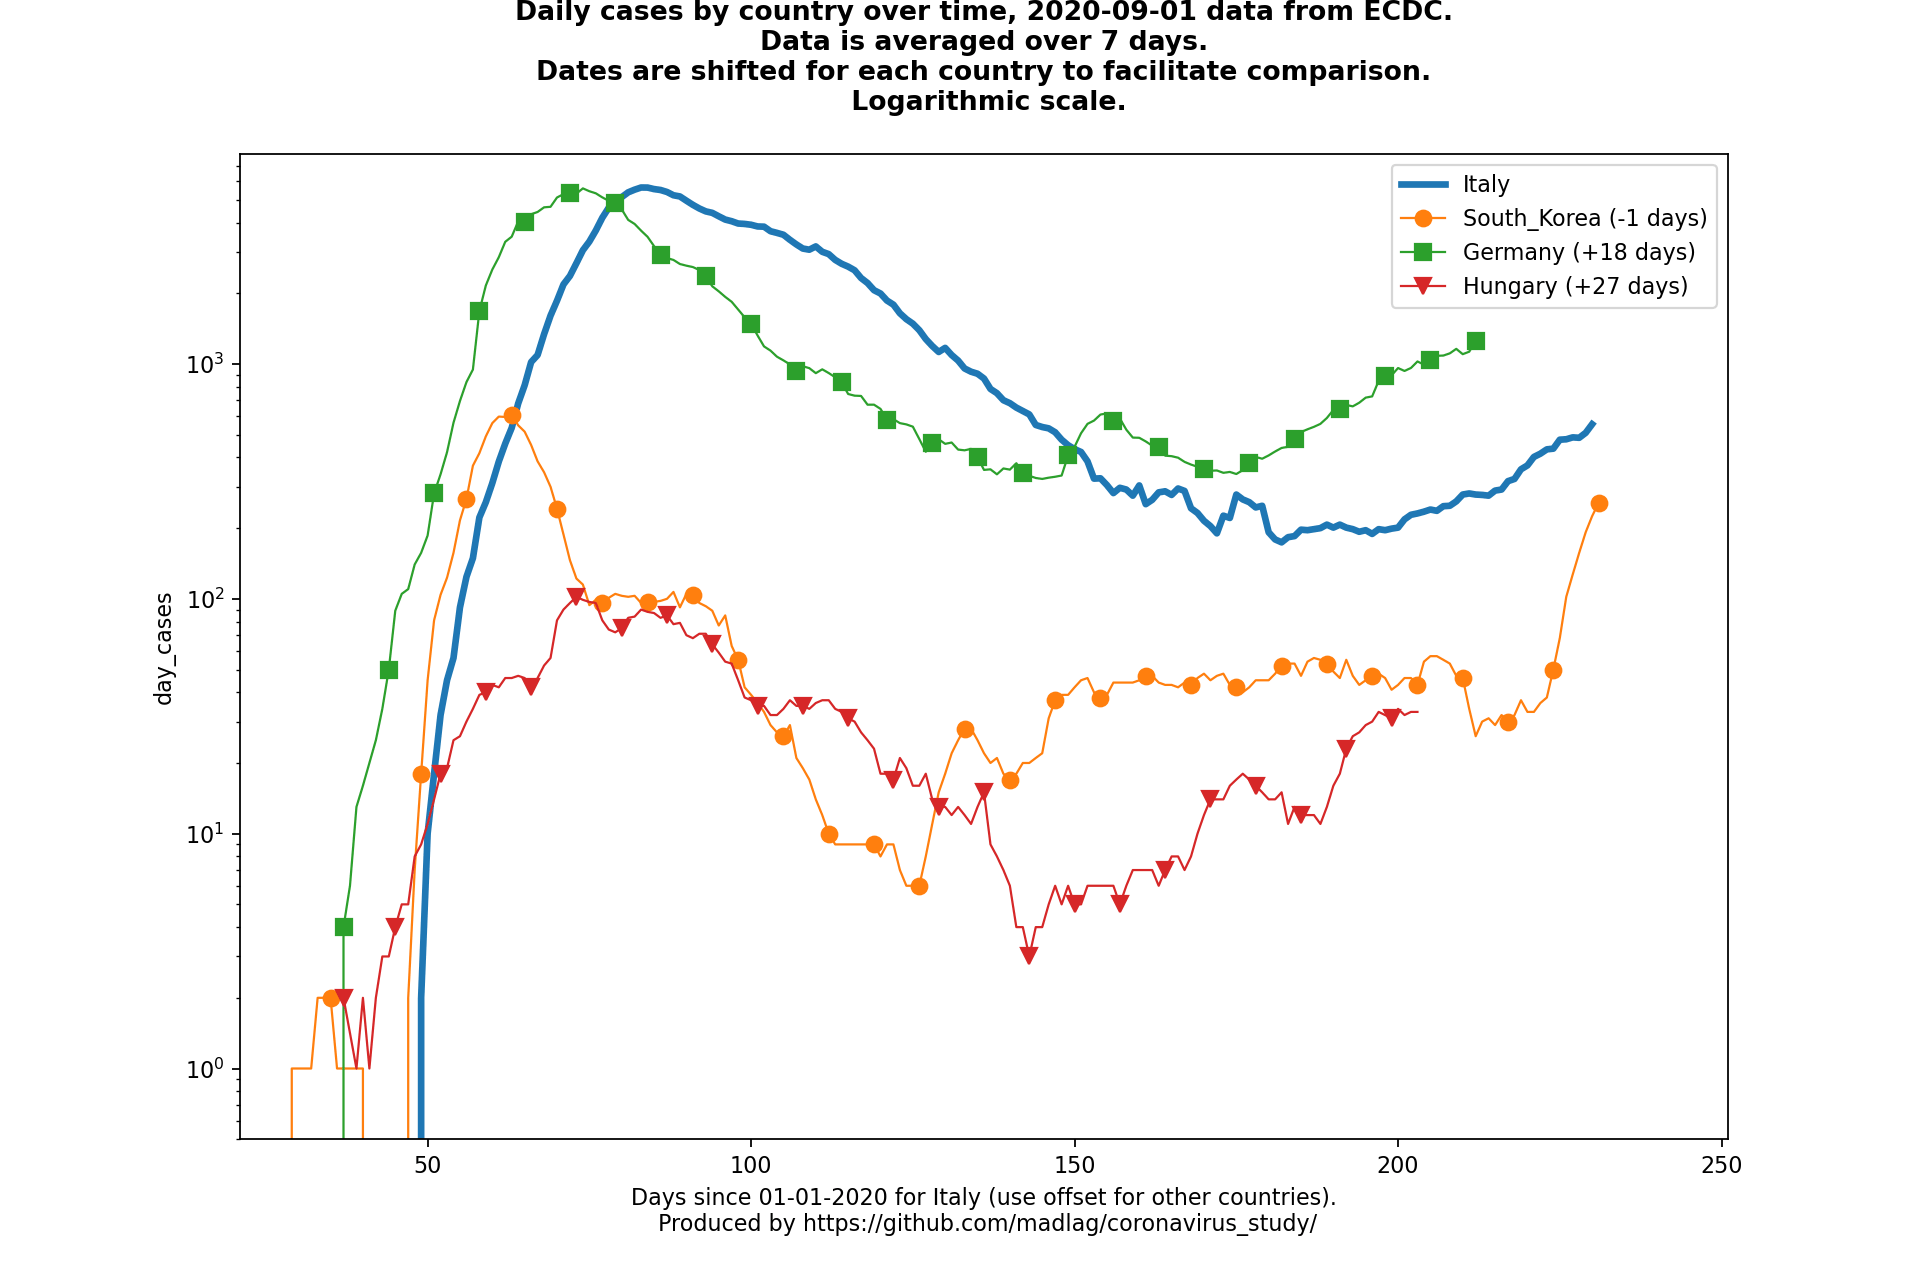 Daily cases by country over time, 2020-09-01 data from ECDC.
Data is averaged over 7 days.
Dates are shifted for each country to facilitate comparison.
Logarithmic scale.
Italy
South_Korea (-1 days)
Germany (+18 days)
Hungary (+27 days)
day_cases
10³
10²
10¹
10⁰
50 100 150 200 250
Days since 01-01-2020 for Italy (use offset for other countries).
Produced by https://github.com/madlag/coronavirus_study/